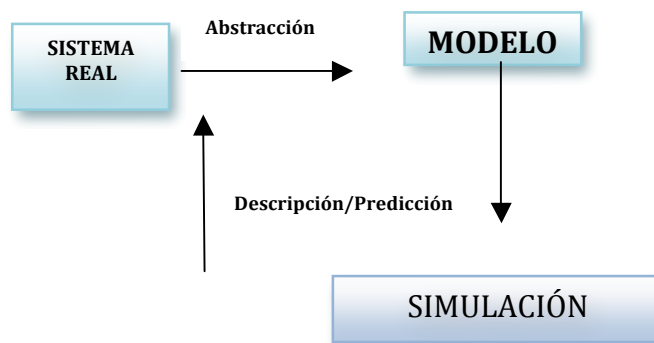 Abstracción
SISTEMA
REAL
MODELO
Descripción/Predicción
SIMULACIÓN